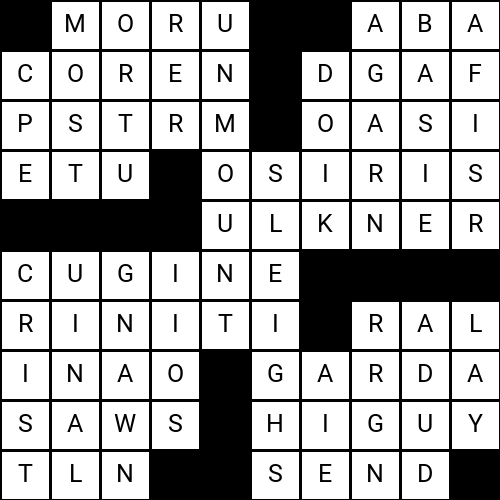 MORU ABA
COREN DGAF
PSTRM OASI
ETU OSIRIS
ULKNER
CUGINE
RINITI RAL
INAO GARDA
SAWS HIGUY
TLN SEND